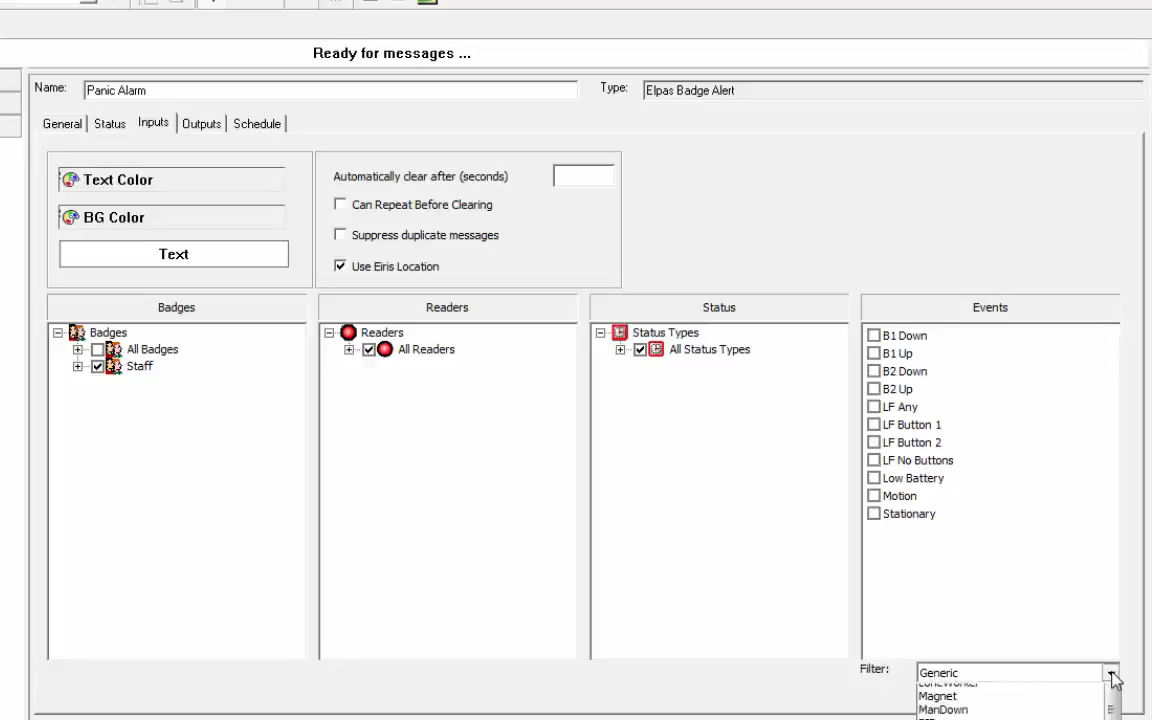 Ready for messages ...
Name: Panic Alarm Type: Elpas Badge Alert
General Status Inputs Outputs Schedule
Text Color
BG Color
Text
Automatically clear after (seconds)
Can Repeat Before Clearing
Suppress duplicate messages
Use Eiris Location
Badges
Badges
All Badges
Staff
Readers
Readers
All Readers
Status
Status Types
All Status Types
Events
B1 Down
B1 Up
B2 Down
B2 Up
LF Any
LF Button 1
LF Button 2
LF No Buttons
Low Battery
Motion
Stationary
Filter: Generic
LoneWorker
Magnet
ManDown